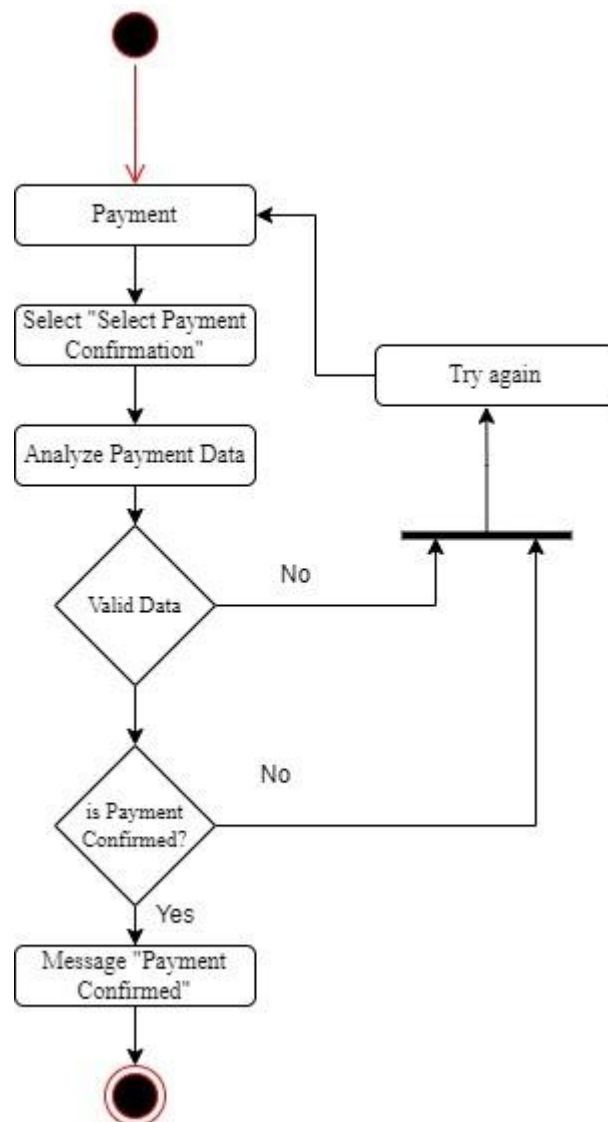 Payment
Select "Select Payment
Confirmation"
Try again
Analyze Payment Data
No
Valid Data
No
is Payment
Confirmed?
Yes
Message "Payment
Confirmed"